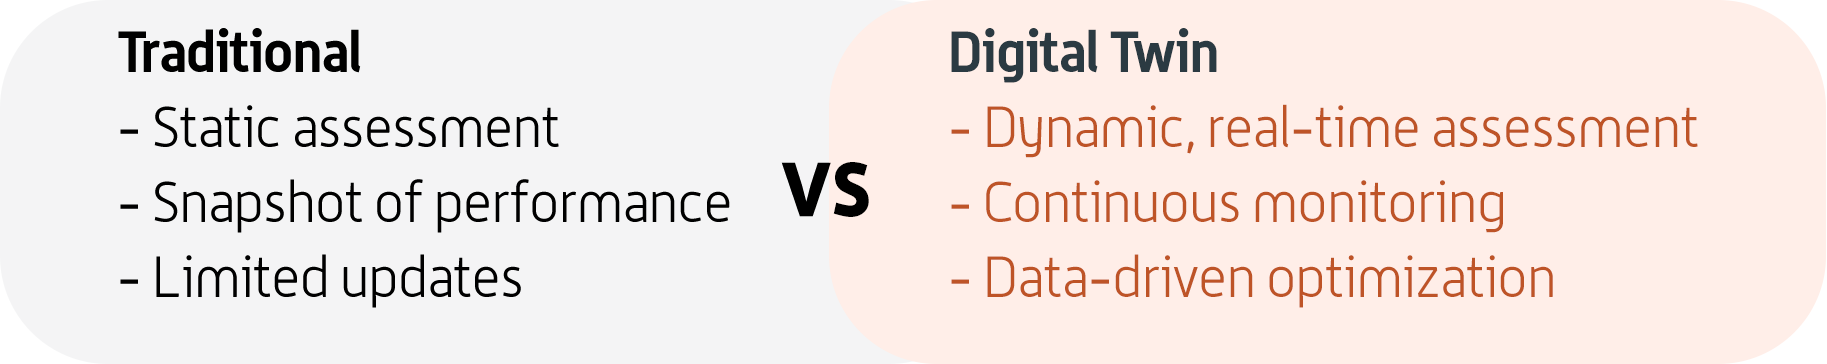 Traditional
- Static assessment
- Snapshot of performance
- Limited updates
VS
Digital Twin
- Dynamic, real-time assessment
- Continuous monitoring
- Data-driven optimization